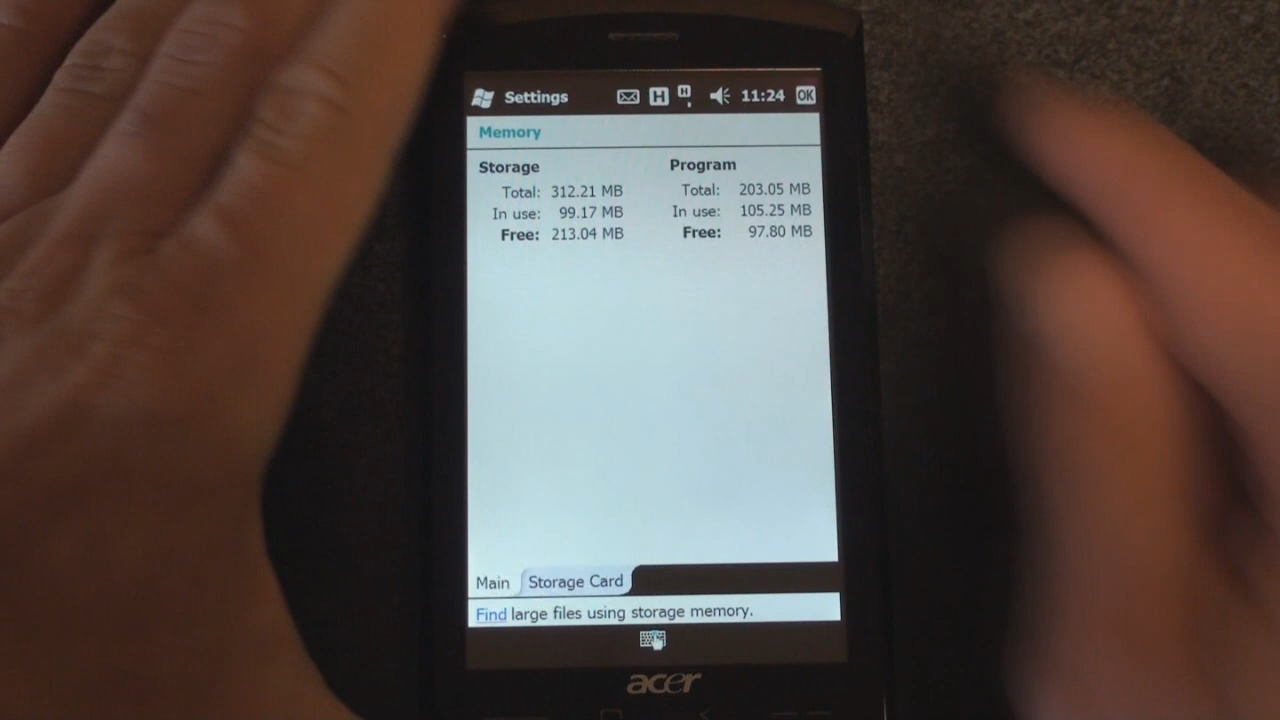 Settings H H 11:24 OK
Memory
Storage Program
Total: 312.21 MB Total: 203.05 MB
In use: 99.17 MB In use: 105.25 MB
Free: 213.04 MB Free: 97.80 MB
Main Storage Card
Find large files using storage memory.
acer